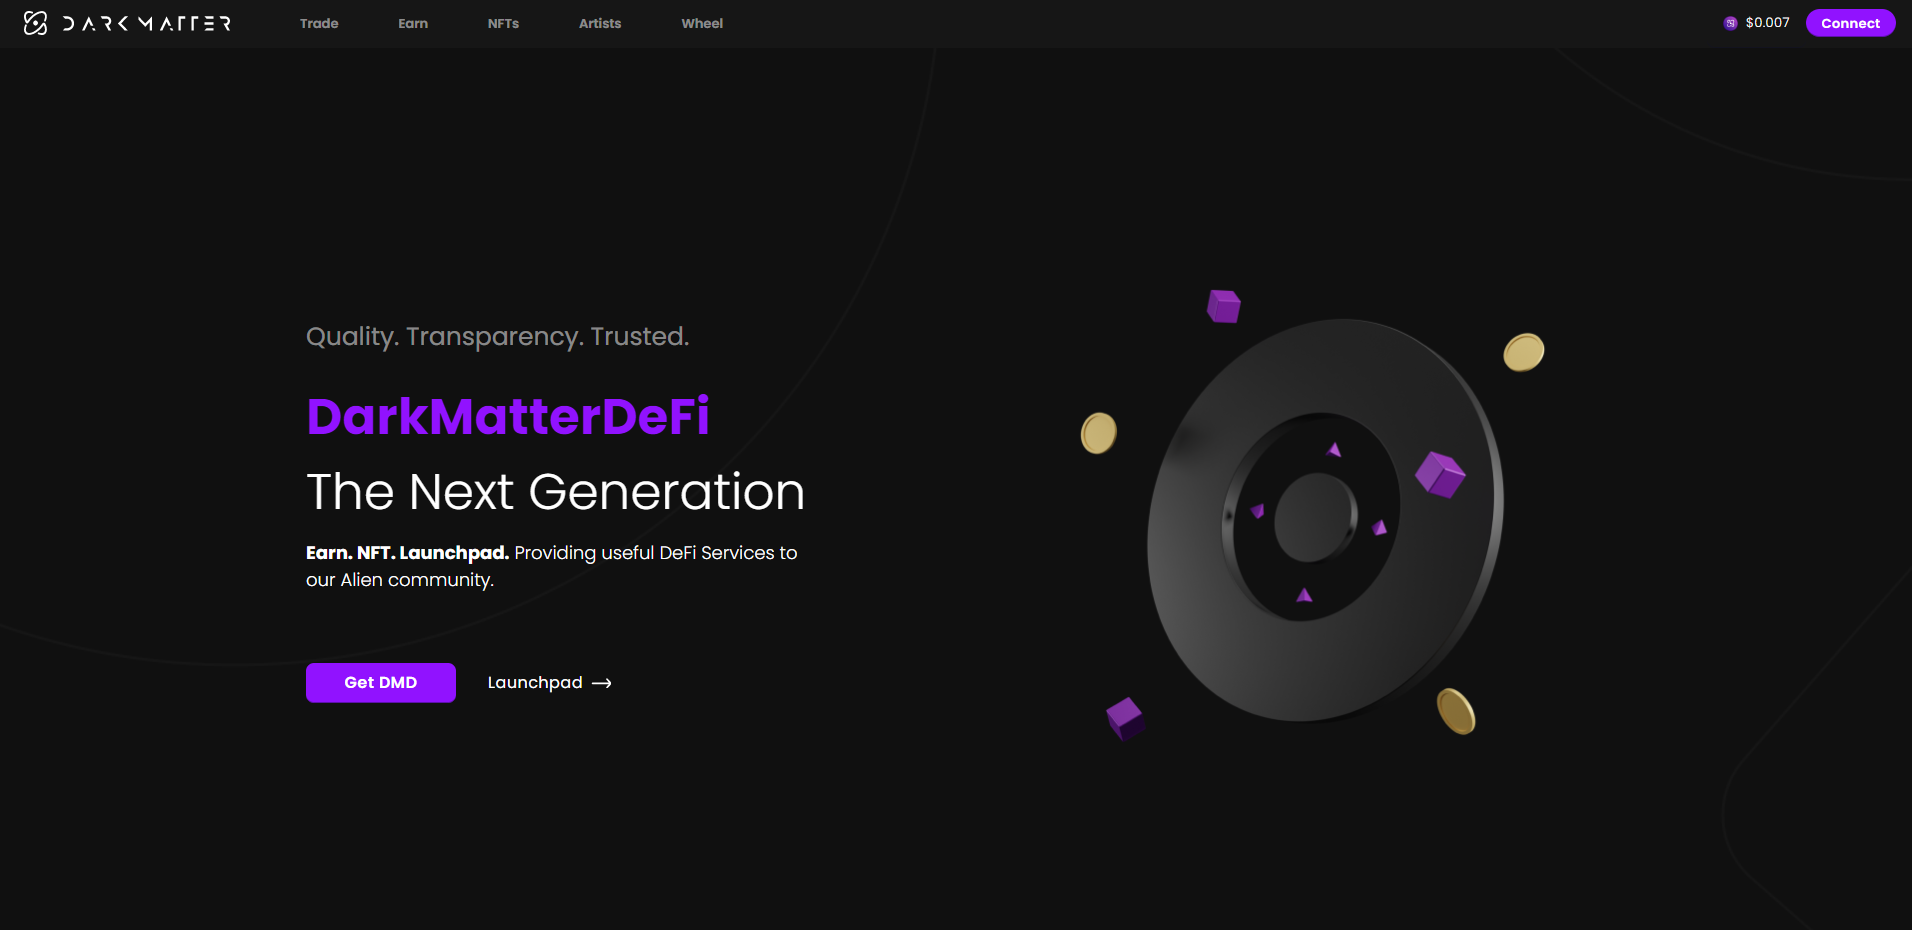 DARK MATTER
Trade
Earn
NFTs
Artists
Wheel
$0.007
Connect
Quality. Transparency. Trusted.
DarkMatterDeFi
The Next Generation
Earn. NFT. Launchpad. Providing useful DeFi Services to
our Alien community.
Get DMD
Launchpad →